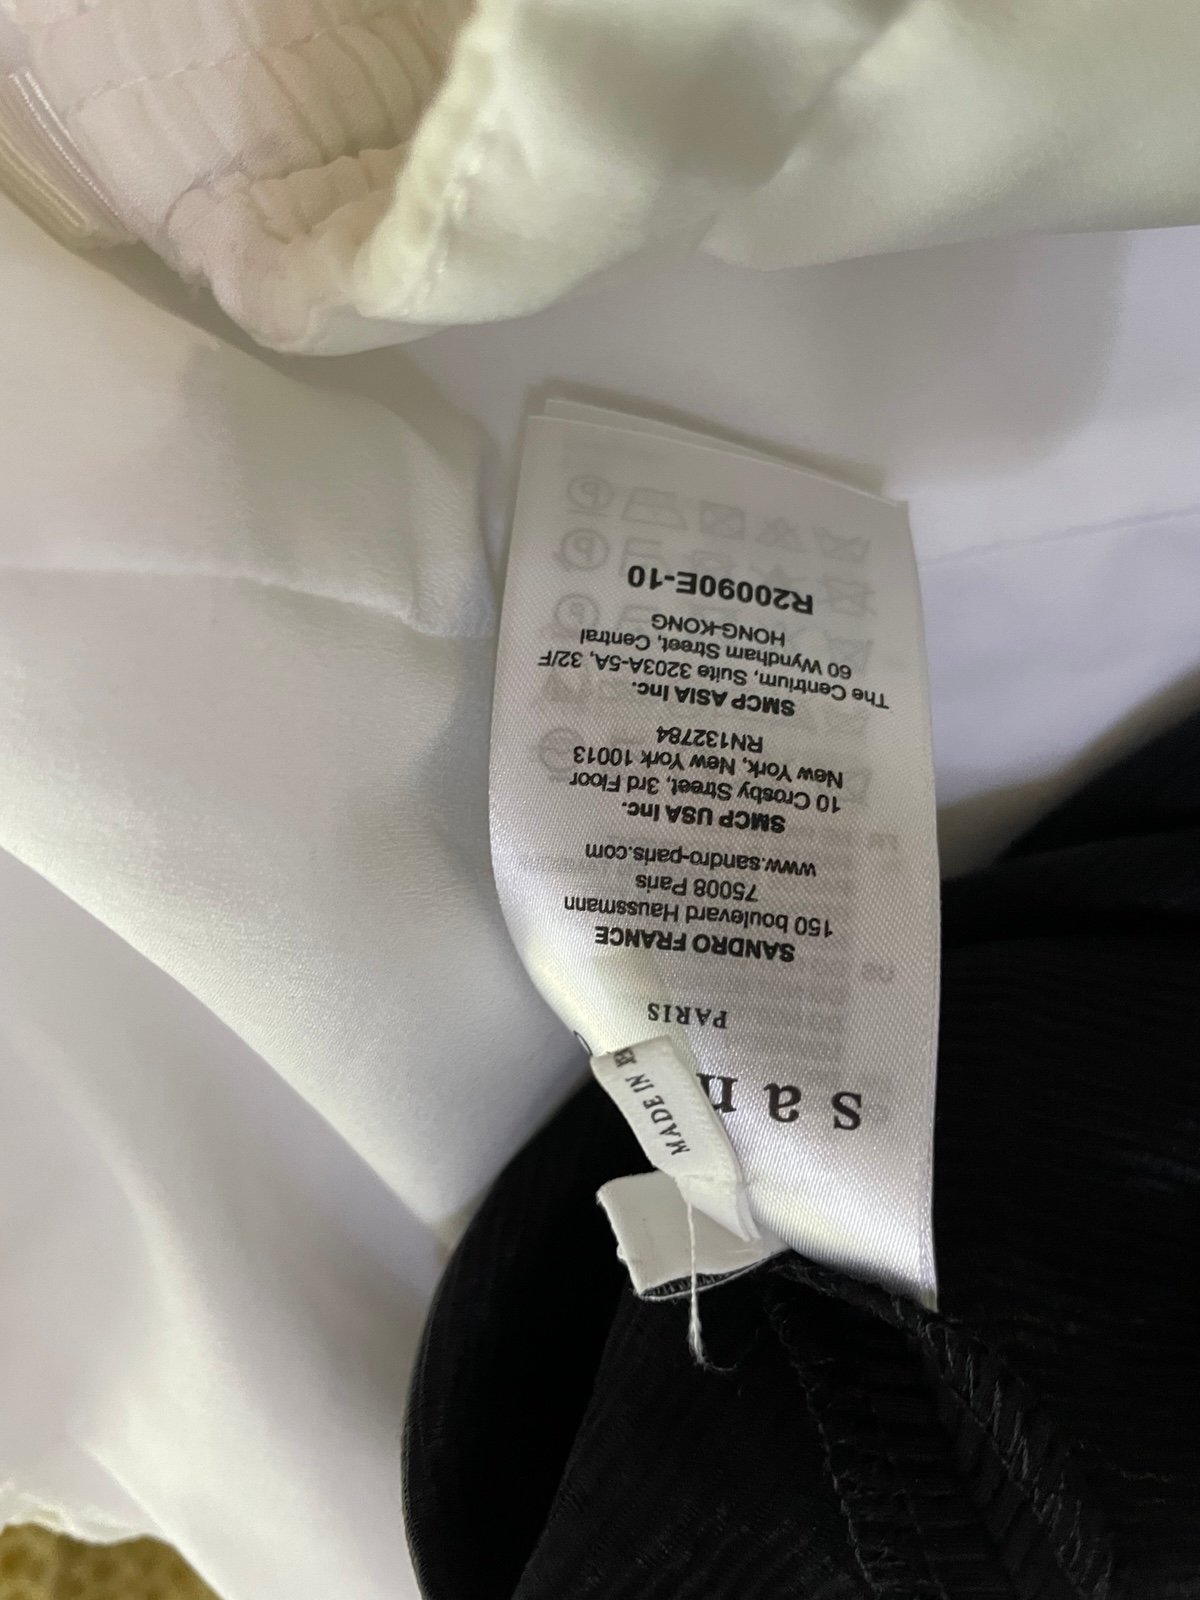 san
PARIS
SANDRO FRANCE
150 boulevard Haussmann
75008 Paris
www.sandro-paris.com
SMCP USA Inc.
10 Crosby Street, 3rd Floor
New York, New York 10013
RN132784
SMCP ASIA Inc.
The Centrium, Suite 3203A-5A, 32/F
60 Wyndham Street, Central
HONG-KONG
R20090E-10
MADE IN